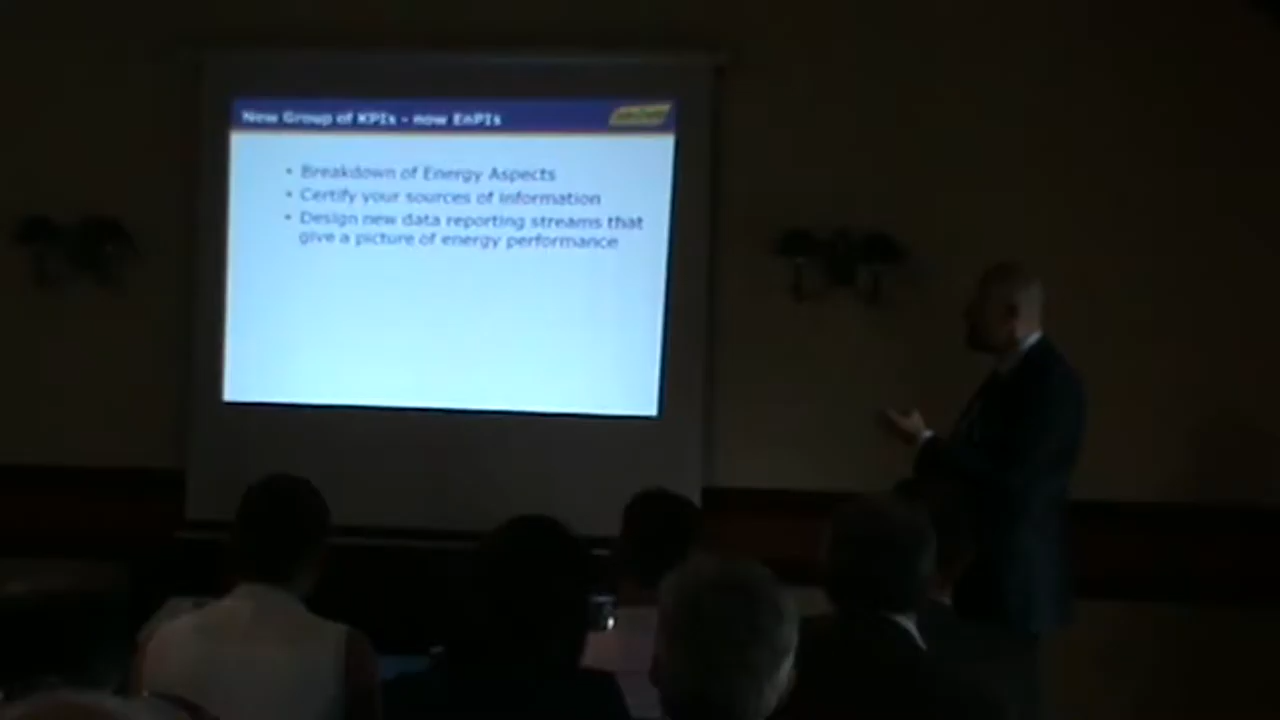 New Group of KPIs - now EnPIs
• Breakdown of Energy Aspects
• Certify your sources of information
• Design new data reporting streams that
give a picture of energy performance